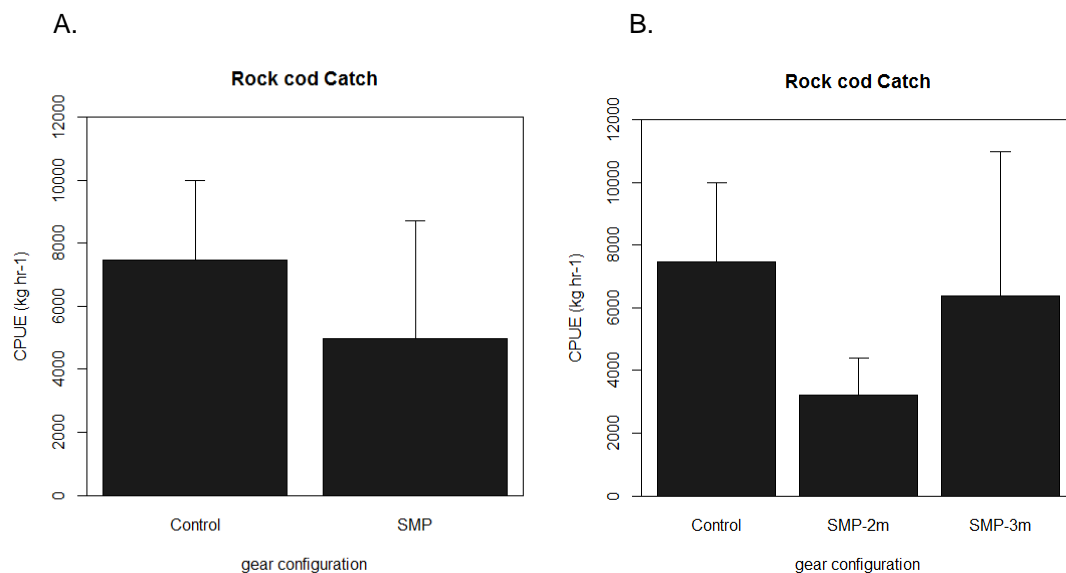 A.
Rock cod Catch
CPUE (kg hr-1)
12000
10000
8000
6000
4000
2000
0
Control SMP
gear configuration
B.
Rock cod Catch
CPUE (kg hr-1)
12000
10000
8000
6000
4000
2000
0
Control SMP-2m SMP-3m
gear configuration